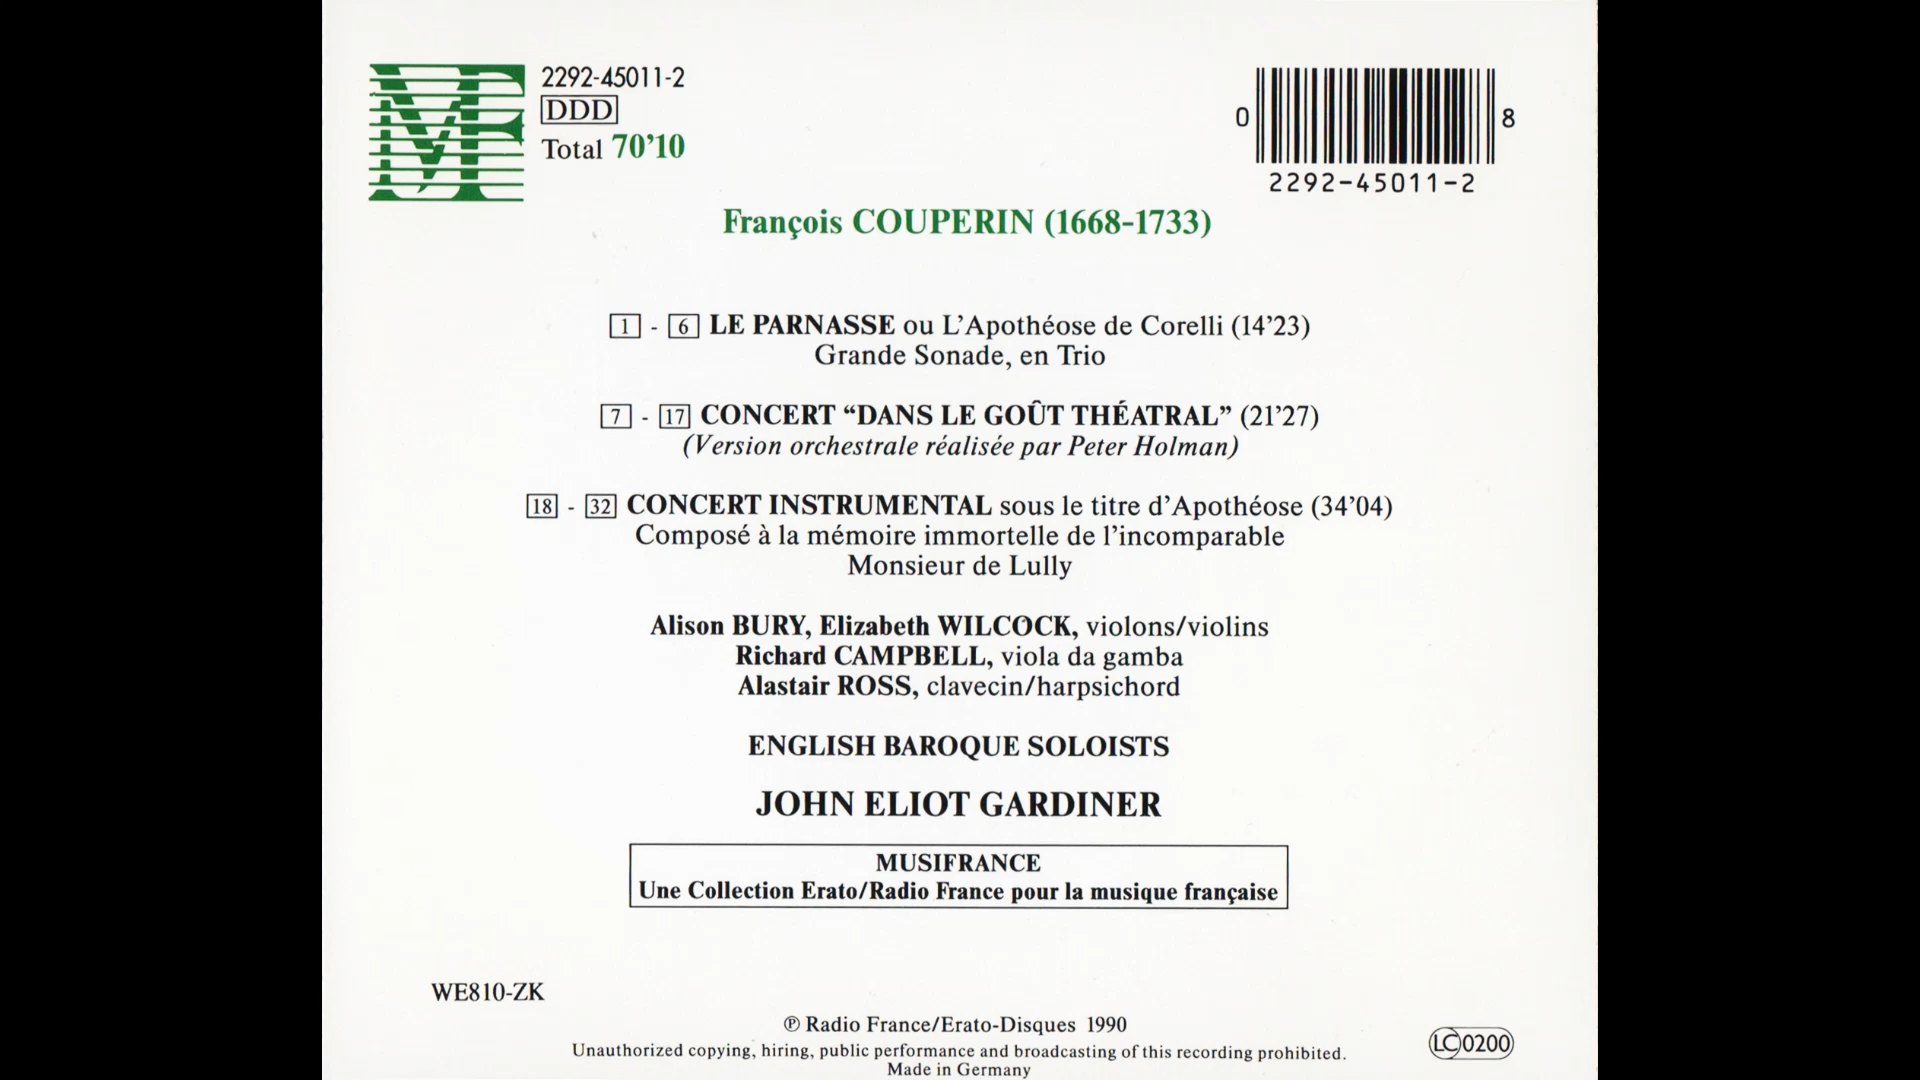 2292-45011-2
DDD
Total 70’10
0 8
2292-45011-2
François COUPERIN (1668-1733)
1 - 6 LE PARNASSE ou L’Apothéose de Corelli (14’23)
Grande Sonade, en Trio
7 - 17 CONCERT “DANS LE GOÛT THÉATRAL” (21’27)
(Version orchestrale réalisée par Peter Holman)
18 - 32 CONCERT INSTRUMENTAL sous le titre d’Apothéose (34’04)
Composé à la mémoire immortelle de l’incomparable
Monsieur de Lully
Alison BURY, Elizabeth WILCOCK, violons/violins
Richard CAMPBELL, viola da gamba
Alastair ROSS, clavecin/harpsichord
ENGLISH BAROQUE SOLOISTS
JOHN ELIOT GARDINER
MUSIFRANCE
Une Collection Erato/Radio France pour la musique française
WE810-ZK
℗ Radio France/Erato-Disques 1990
LC0200
Unauthorized copying, hiring, public performance and broadcasting of this recording prohibited.
Made in Germany